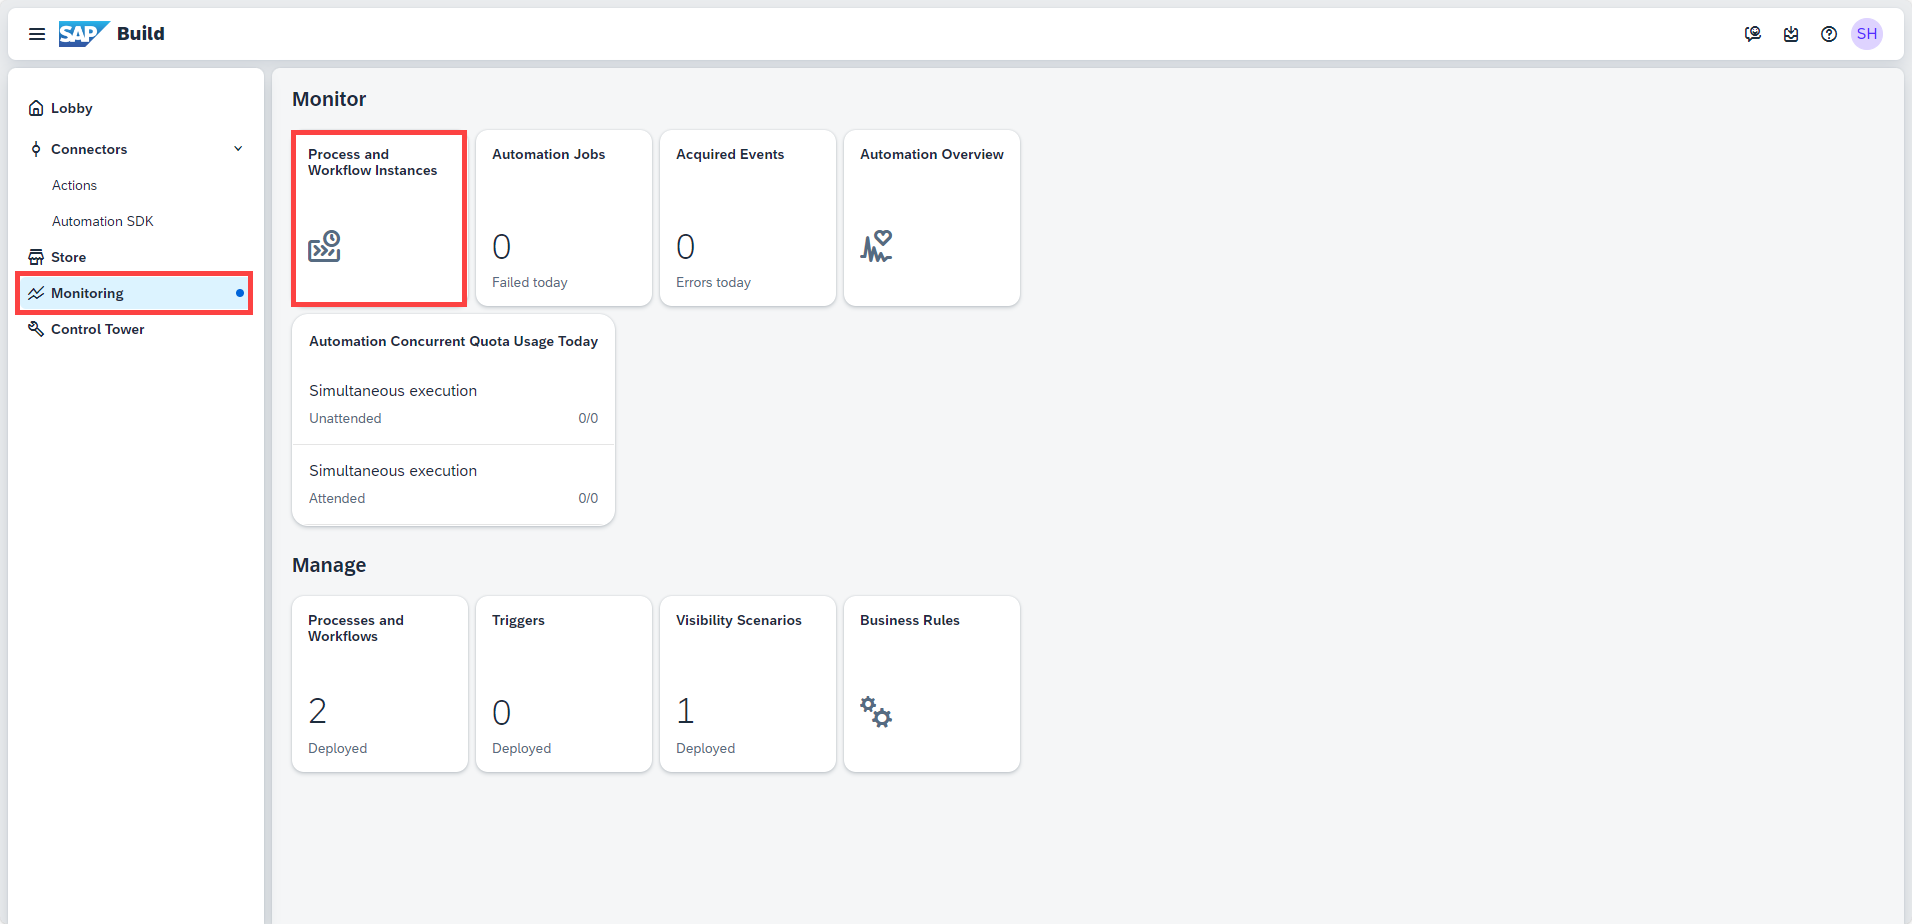 SAP Build
SH
Lobby
Connectors
Actions
Automation SDK
Store
Monitoring
Control Tower
Monitor
Process and
Workflow Instances
Automation Jobs
0
Failed today
Acquired Events
0
Errors today
Automation Overview
Automation Concurrent Quota Usage Today
Simultaneous execution
Unattended 0/0
Simultaneous execution
Attended 0/0
Manage
Processes and
Workflows
2
Deployed
Triggers
0
Deployed
Visibility Scenarios
1
Deployed
Business Rules